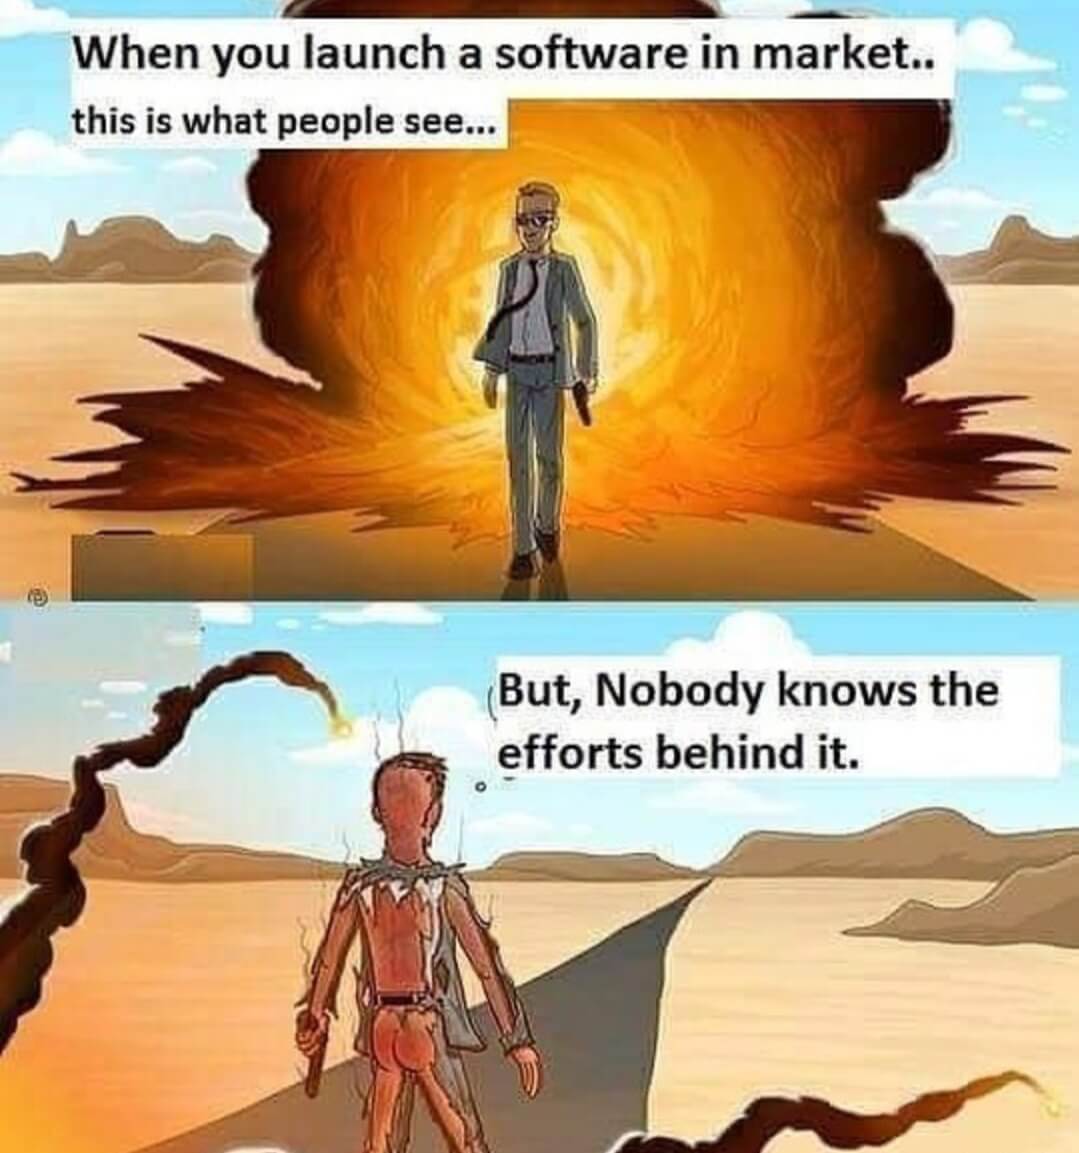 When you launch a software in market..
this is what people see...
But, Nobody knows the
efforts behind it.